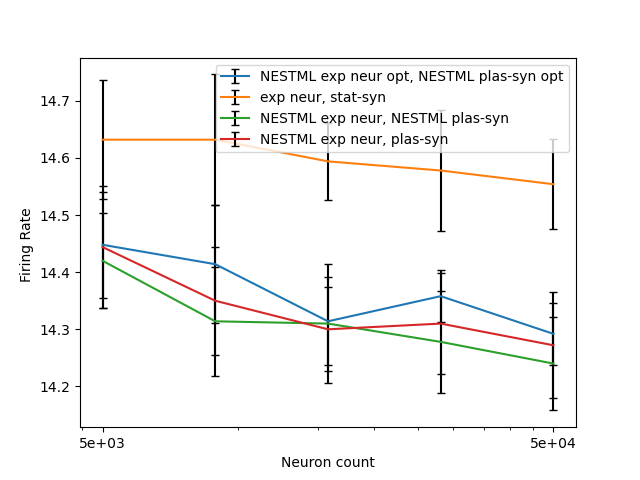 NESTML exp neur opt, NESTML plas-syn opt
exp neur, stat-syn
NESTML exp neur, NESTML plas-syn
NESTML exp neur, plas-syn
14.7
14.6
14.5
14.4
14.3
14.2
Firing Rate
5e+03
5e+04
Neuron count